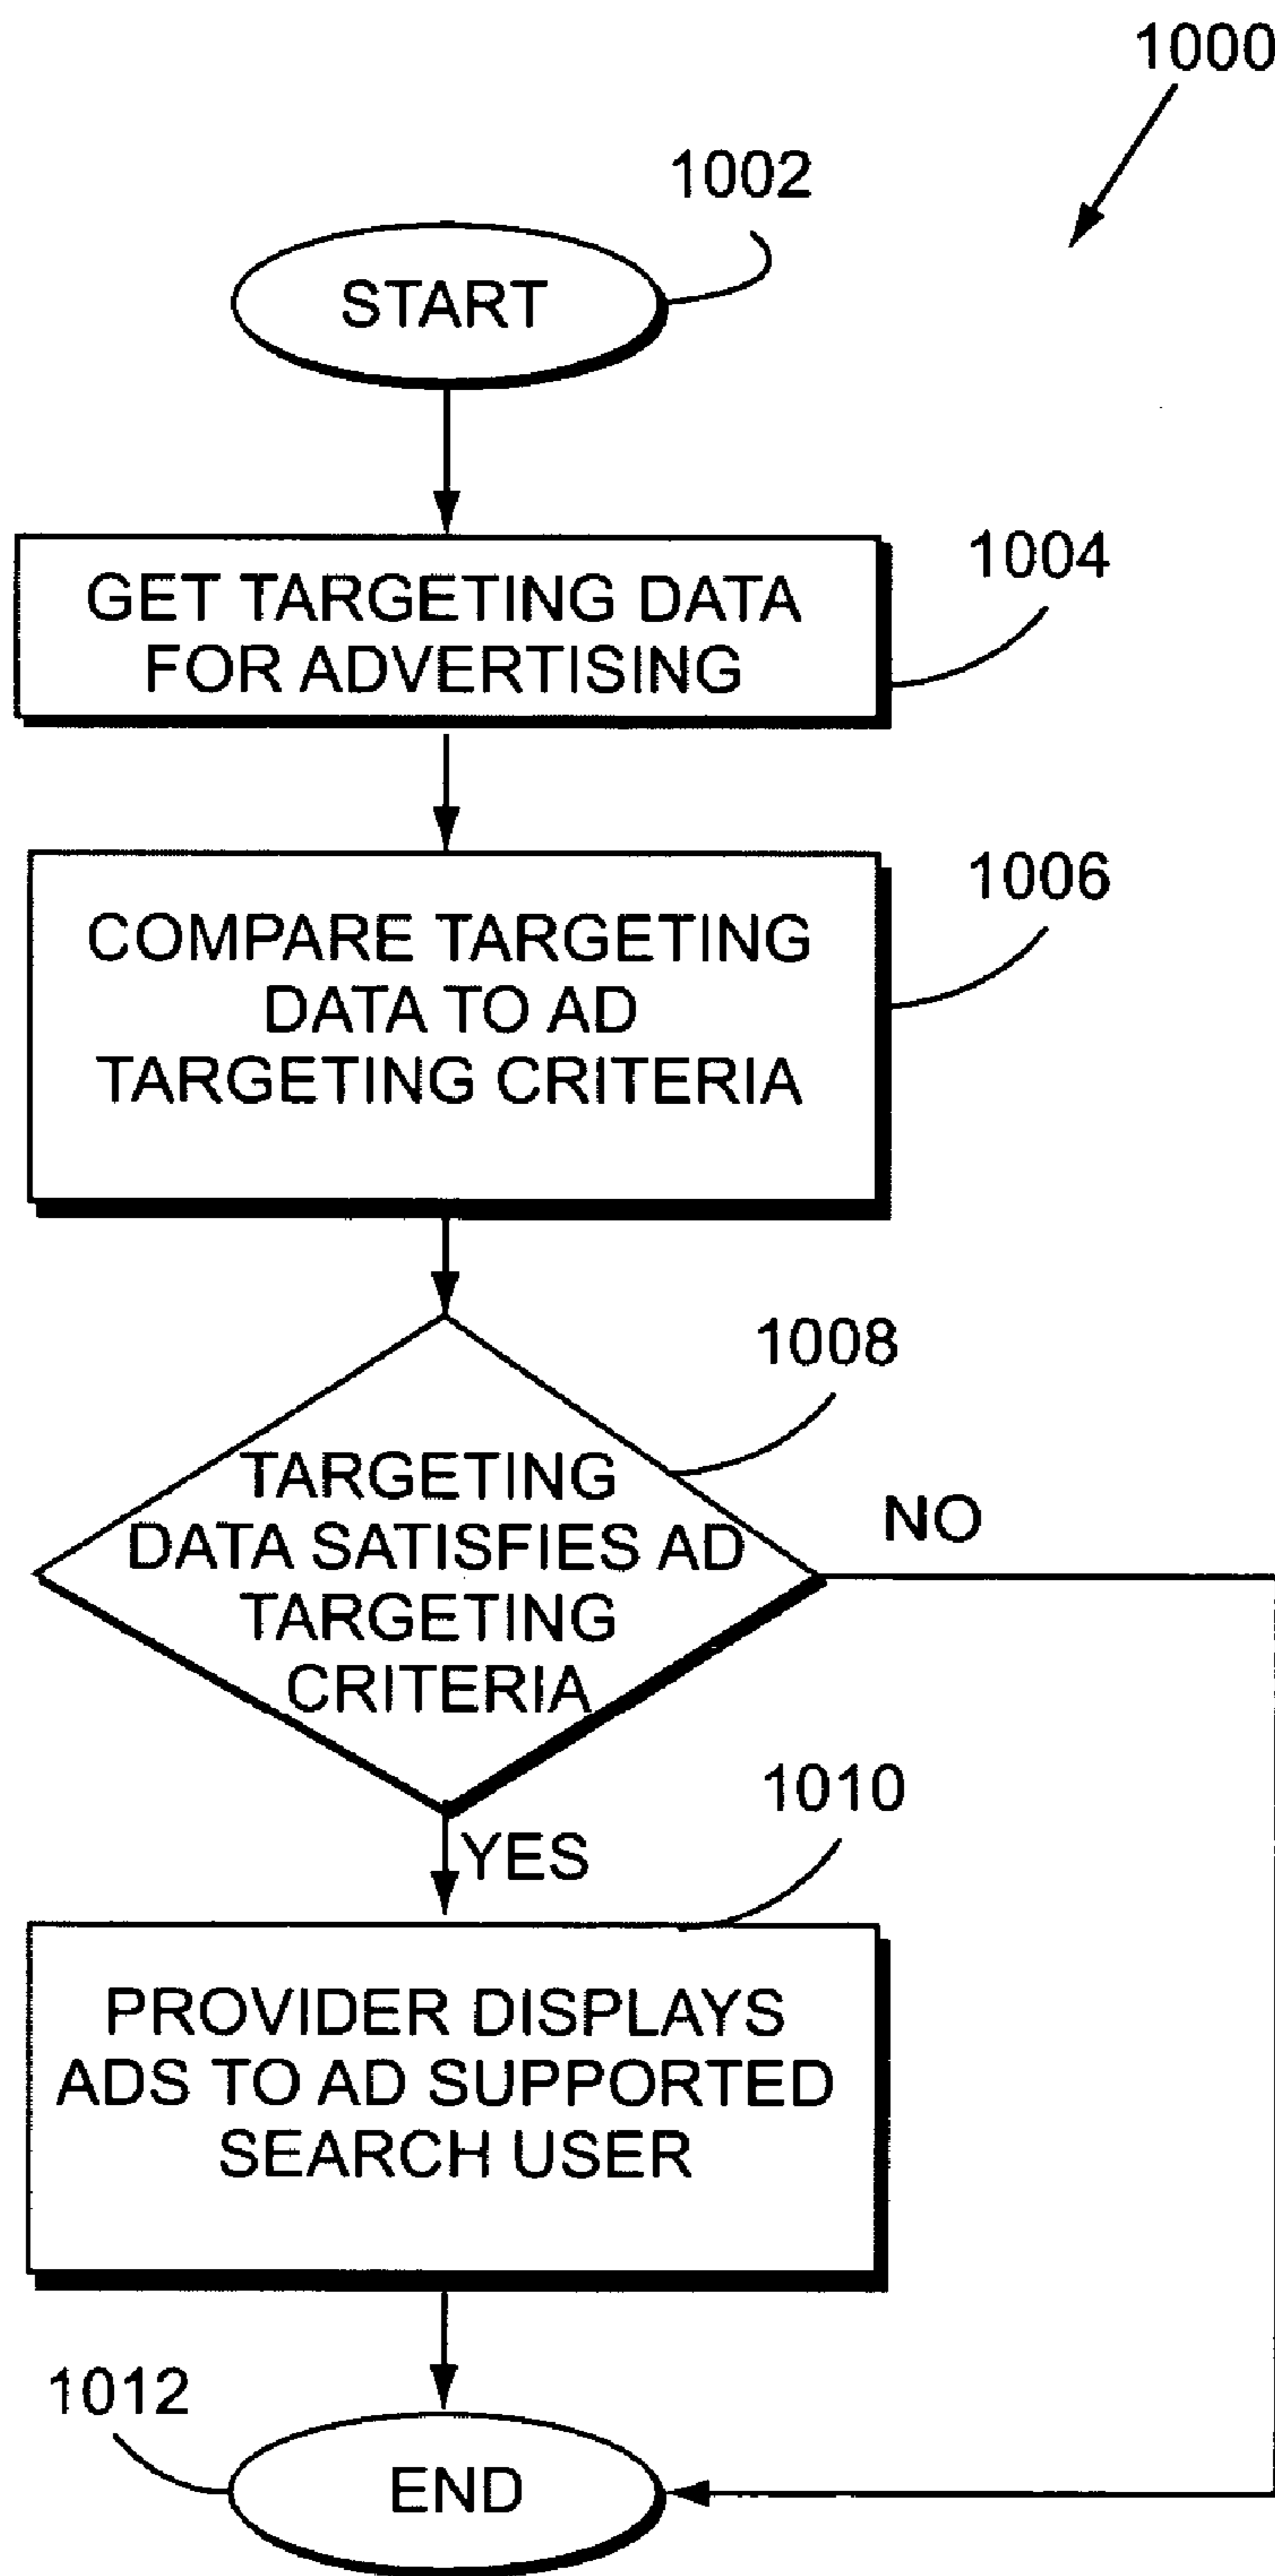 1000
1002
START
1004
GET TARGETING DATA
FOR ADVERTISING
1006
COMPARE TARGETING
DATA TO AD
TARGETING CRITERIA
1008
TARGETING
DATA SATISFIES AD
TARGETING
CRITERIA
NO
YES
1010
PROVIDER DISPLAYS
ADS TO AD SUPPORTED
SEARCH USER
1012
END